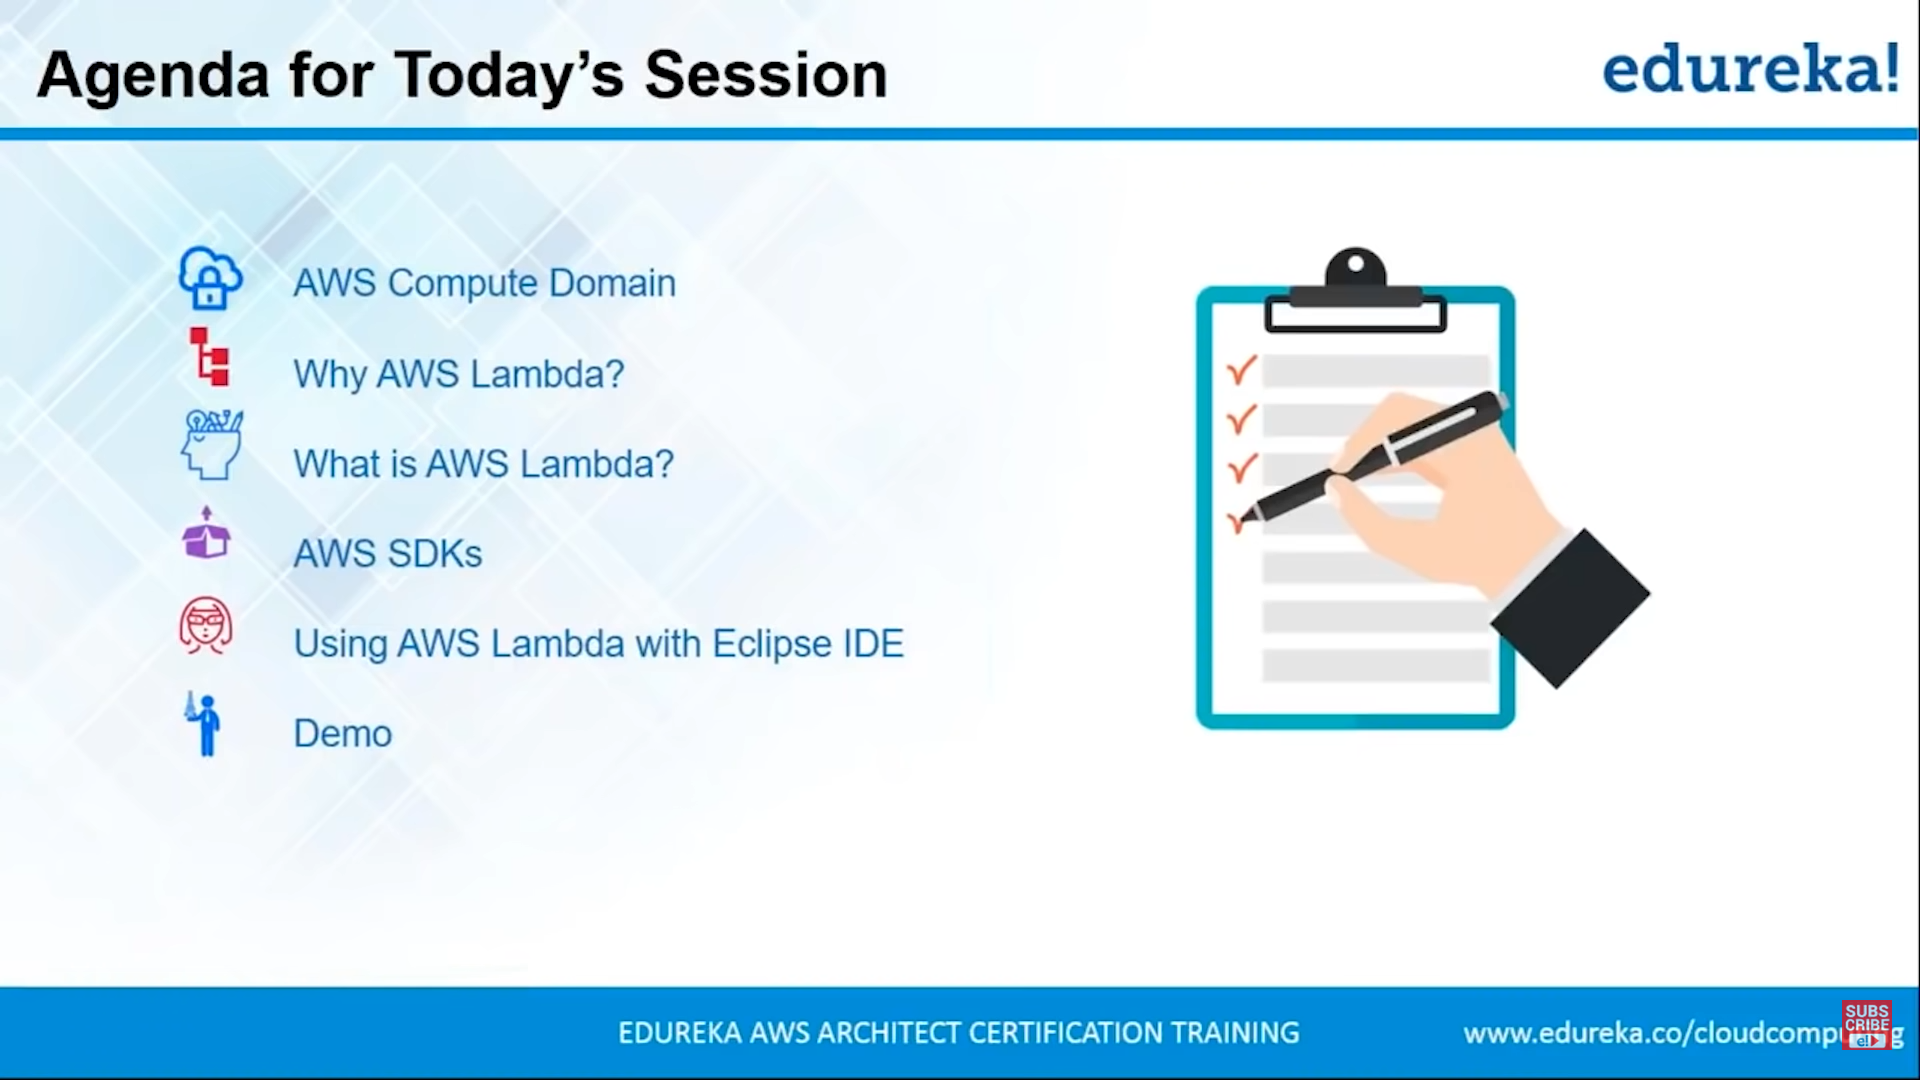 Agenda for Today’s Session
edureka!
AWS Compute Domain
Why AWS Lambda?
What is AWS Lambda?
AWS SDKs
Using AWS Lambda with Eclipse IDE
Demo
EDUREKA AWS ARCHITECT CERTIFICATION TRAINING
www.edureka.co/cloudcomp
SUBS
CRIBE
e!